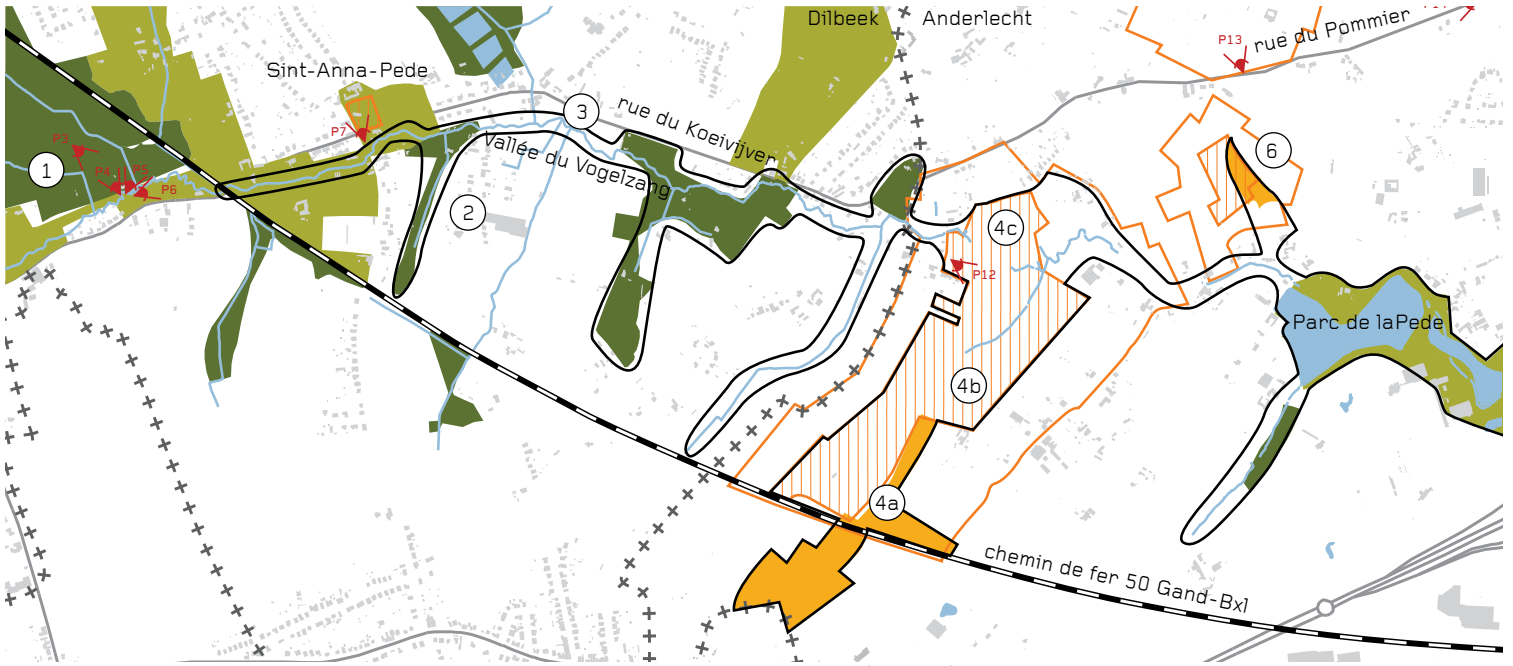 Dilbeek
Anderlecht
P13
rue du Pommier
Sint-Anna-Pede
P7
3
rue du Koeivijver
Vallée du Vogelzang
P3
1
P4
P5
P6
2
6
4c
P12
Parc de laPede
4b
4a
chemin de fer 50 Gand-Bxl